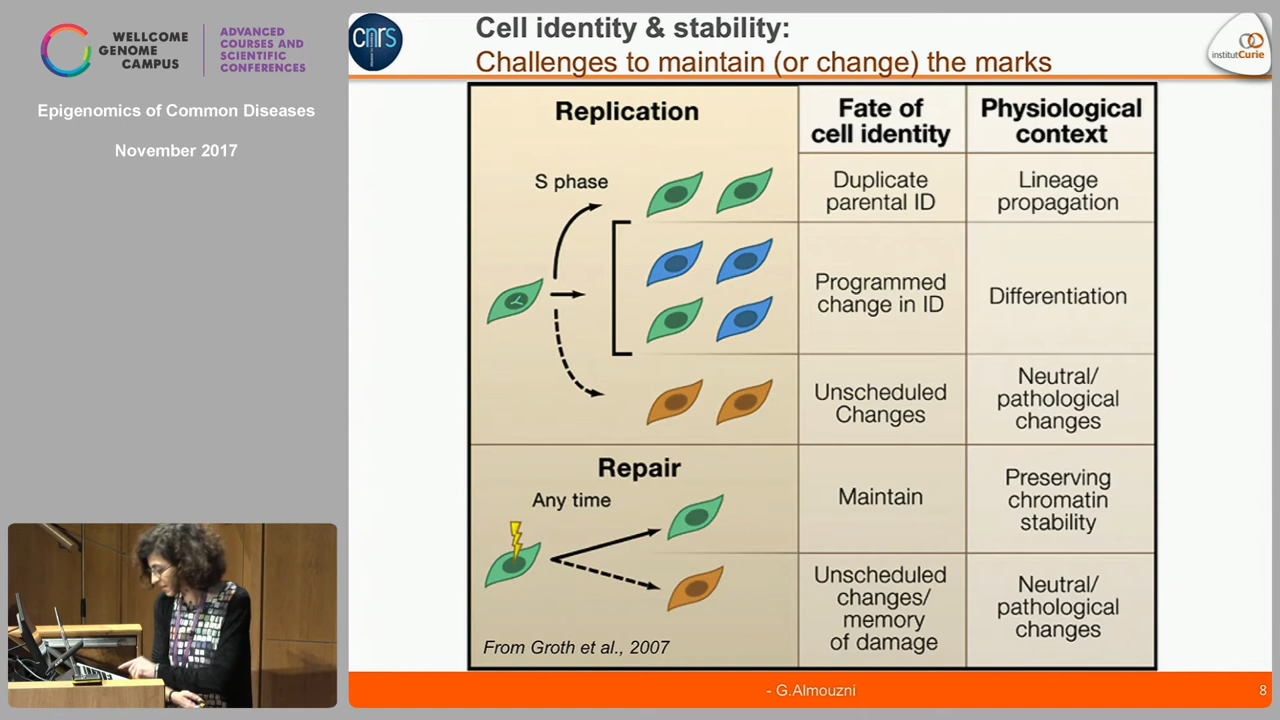 WELLCOME
GENOME
CAMPUS
ADVANCED
COURSES AND
SCIENTIFIC
CONFERENCES
Epigenomics of Common Diseases
November 2017
cnrs
Cell identity & stability:
Challenges to maintain (or change) the marks
institutCurie
Replication
Fate of
cell identity
Physiological
context
S phase
Duplicate
parental ID
Lineage
propagation
Programmed
change in ID
Differentiation
Unscheduled
Changes
Neutral/
pathological
changes
Repair
Any time
Maintain
Preserving
chromatin
stability
Unscheduled
changes/
memory
of damage
Neutral/
pathological
changes
From Groth et al., 2007
- G.Almouzni
8